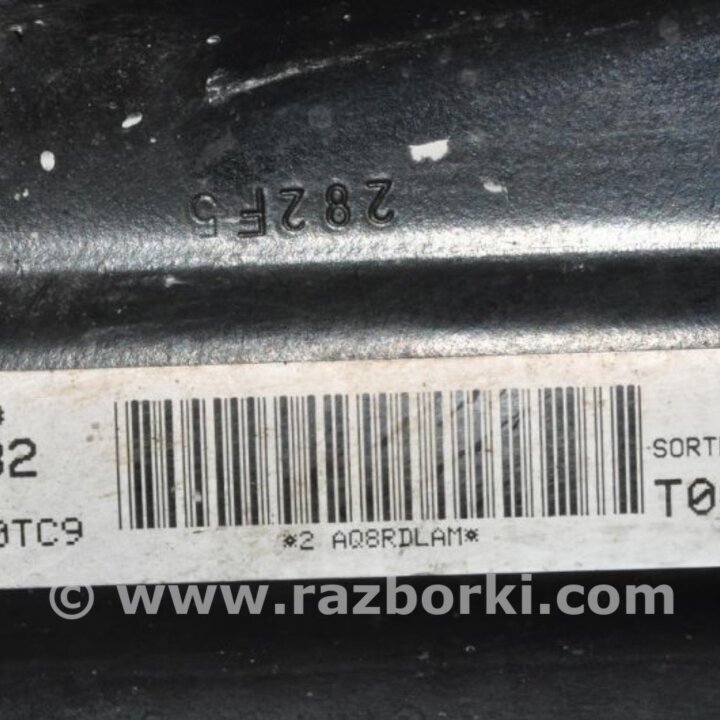 282F5
32
0TC9
*2 AQ8RDLAM*
SORT
T0
© www.razborki.com